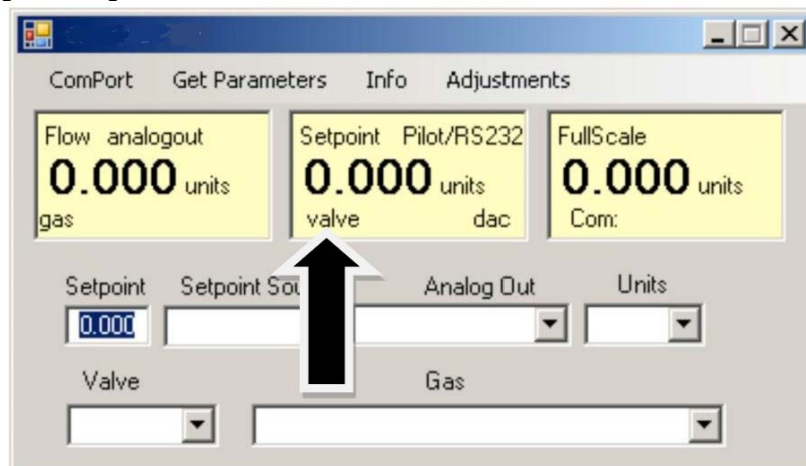 ComPort Get Parameters Info Adjustments
Flow analogout
0.000 units
gas
Setpoint Pilot/RS232
0.000 units
valve dac
FullScale
0.000 units
Com:
Setpoint Setpoint Analog Out Units
0.000
Valve Gas